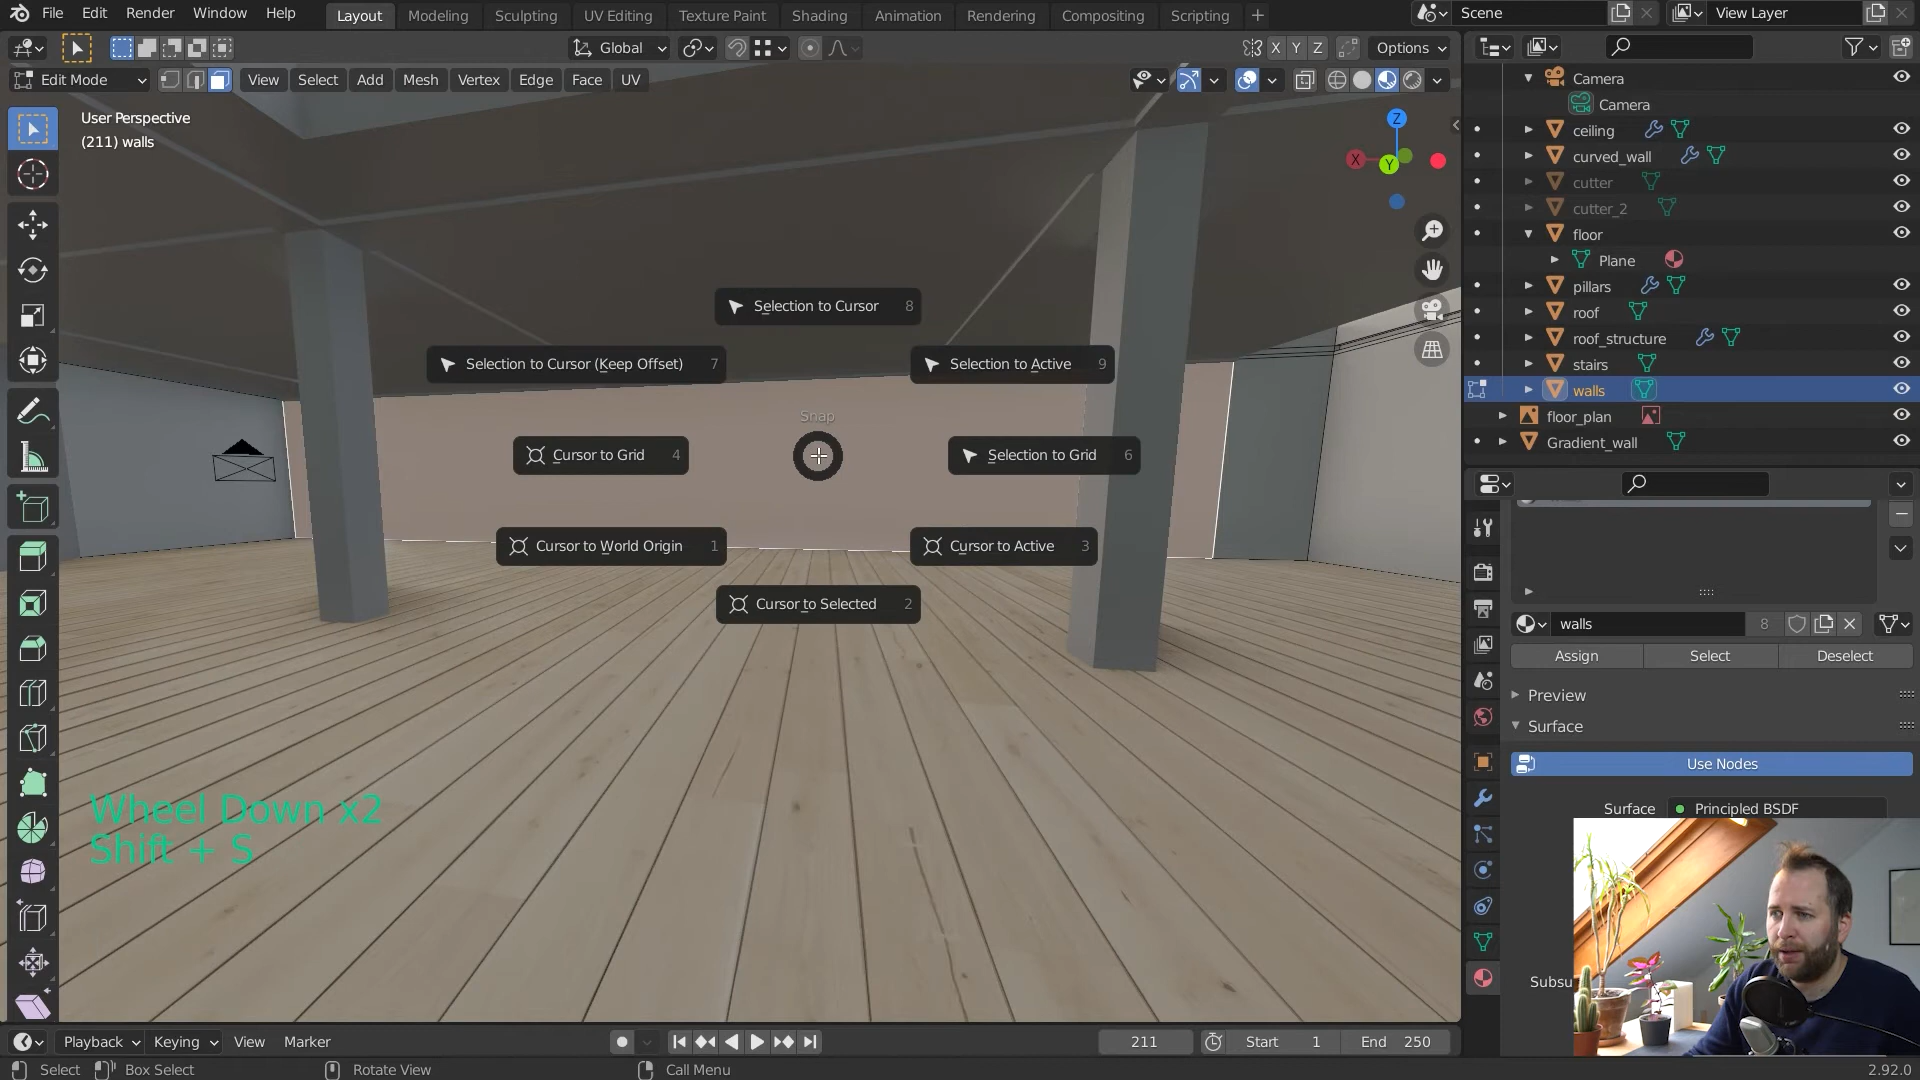 File Edit Render Window Help Layout Modeling Sculpting UV Editing Texture Paint Shading Animation Rendering Compositing Scripting + Scene View Layer
Global X Y Z Options
Edit Mode View Select Add Mesh Vertex Edge Face UV
User Perspective
(211) walls
Z
X
Y
Camera
Camera
ceiling
curved_wall
cutter
cutter_2
floor
Plane
pillars
roof
roof_structure
stairs
walls
floor_plan
Gradient_wall
Selection to Cursor 8
Selection to Cursor (Keep Offset) 7
Selection to Active 9
Snap
Cursor to Grid 4
Selection to Grid 6
Cursor to World Origin 1
Cursor to Active 3
Cursor to Selected 2
walls 8
Assign Select Deselect
Preview
Surface
Use Nodes
Surface Principled BSDF
Subsu
Wheel Down x2
Shift + S
Playback Keying View Marker 211 Start 1 End 250
Select Box Select Rotate View Call Menu 2.92.0